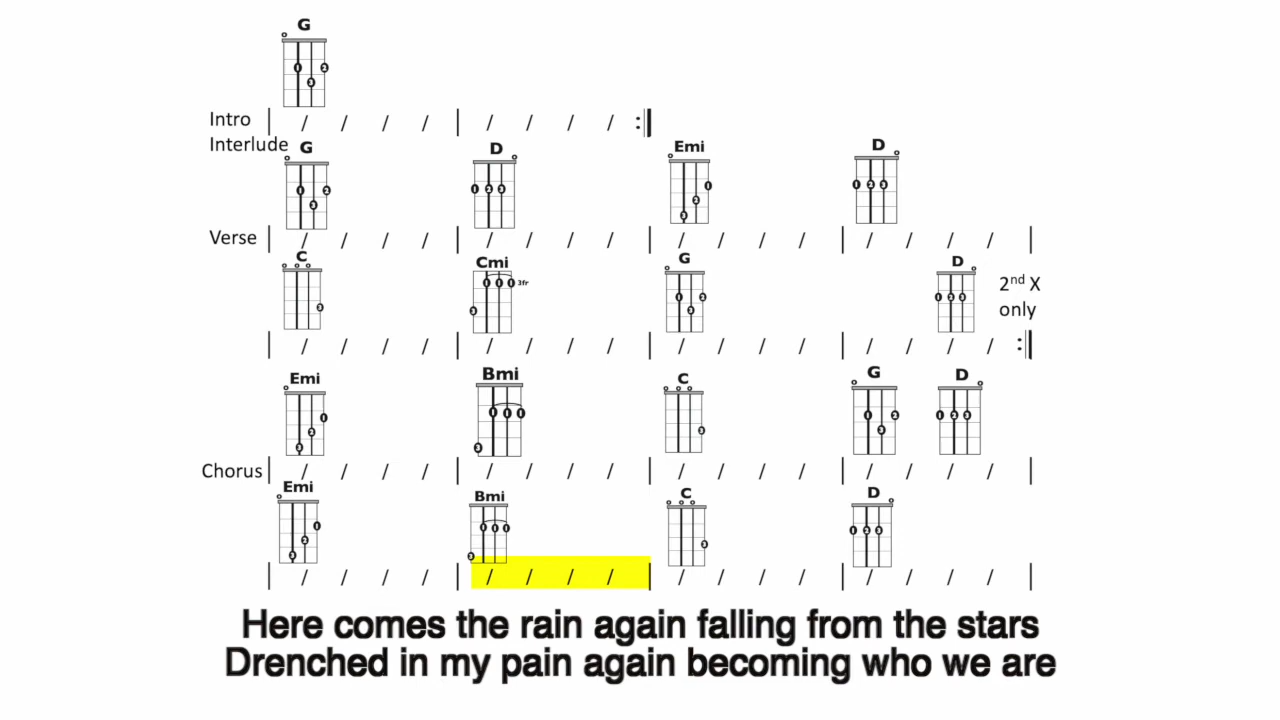 G
Intro / / / / / / / / :
Interlude G D Emi D
Verse / / / / / / / / / / / / / / / /
C Cmi 3fr G D 2nd X
only
/ / / / / / / / / / / / / / / / :
Emi Bmi C G D
Chorus / / / / / / / / / / / / / / / /
Emi Bmi C D
/ / / / / / / / / / / / / / / /
Here comes the rain again falling from the stars
Drenched in my pain again becoming who we are